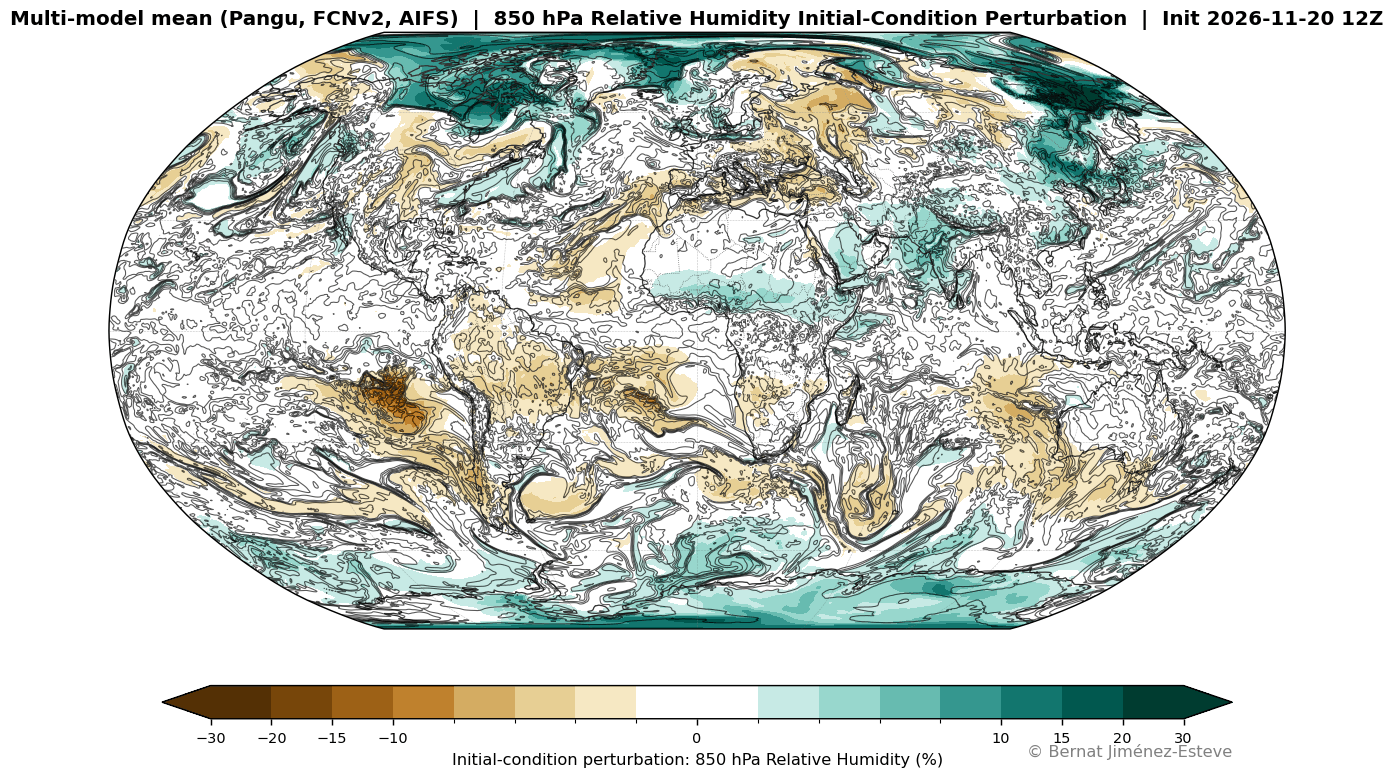 Multi-model mean (Pangu, FCNv2, AIFS)  |  850 hPa Relative Humidity Initial-Condition Perturbation  |  Init 2026-11-20 12Z
−30 −20 −15 −10 0 10 15 20 30
Initial-condition perturbation: 850 hPa Relative Humidity (%)
© Bernat Jiménez-Esteve